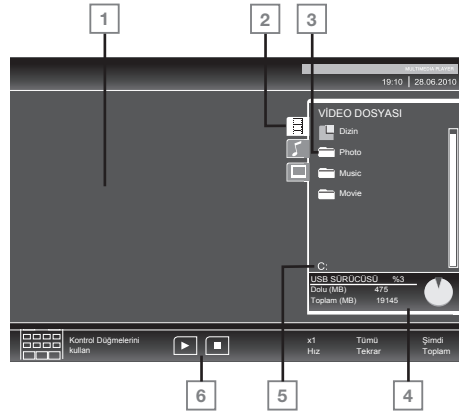 1
2
3
MULTIMEDIA PLAYER
19:10 28.06.2010
VİDEO DOSYASI
Dizin
Photo
Music
Movie
C:
USB SÜRÜCÜSÜ %3
Dolu (MB) 475
Toplam (MB) 19145
Kontrol Düğmelerini
kullan
x1 Tümü Şimdi
Hız Tekrar Toplam
6
5
4